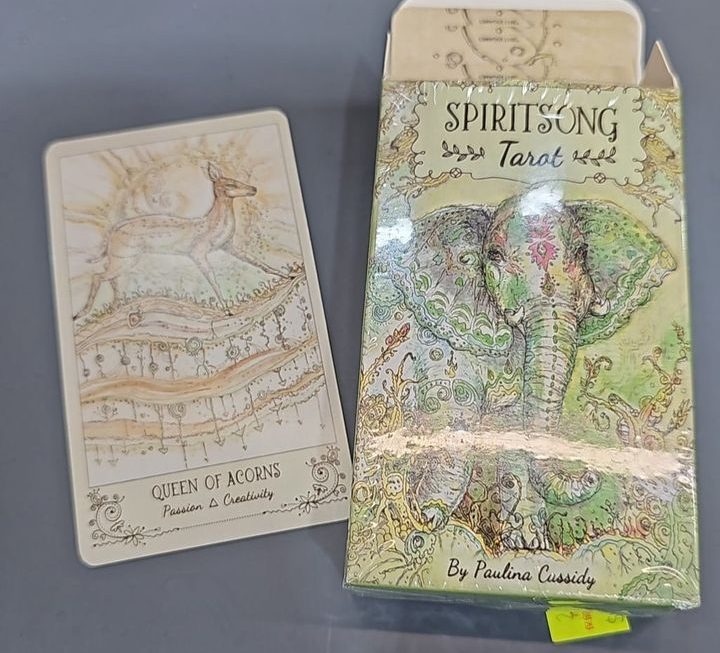 QUEEN OF ACORNS
Passion △ Creativity
SPIRITSONG
Tarot
By Paulina Cussidy